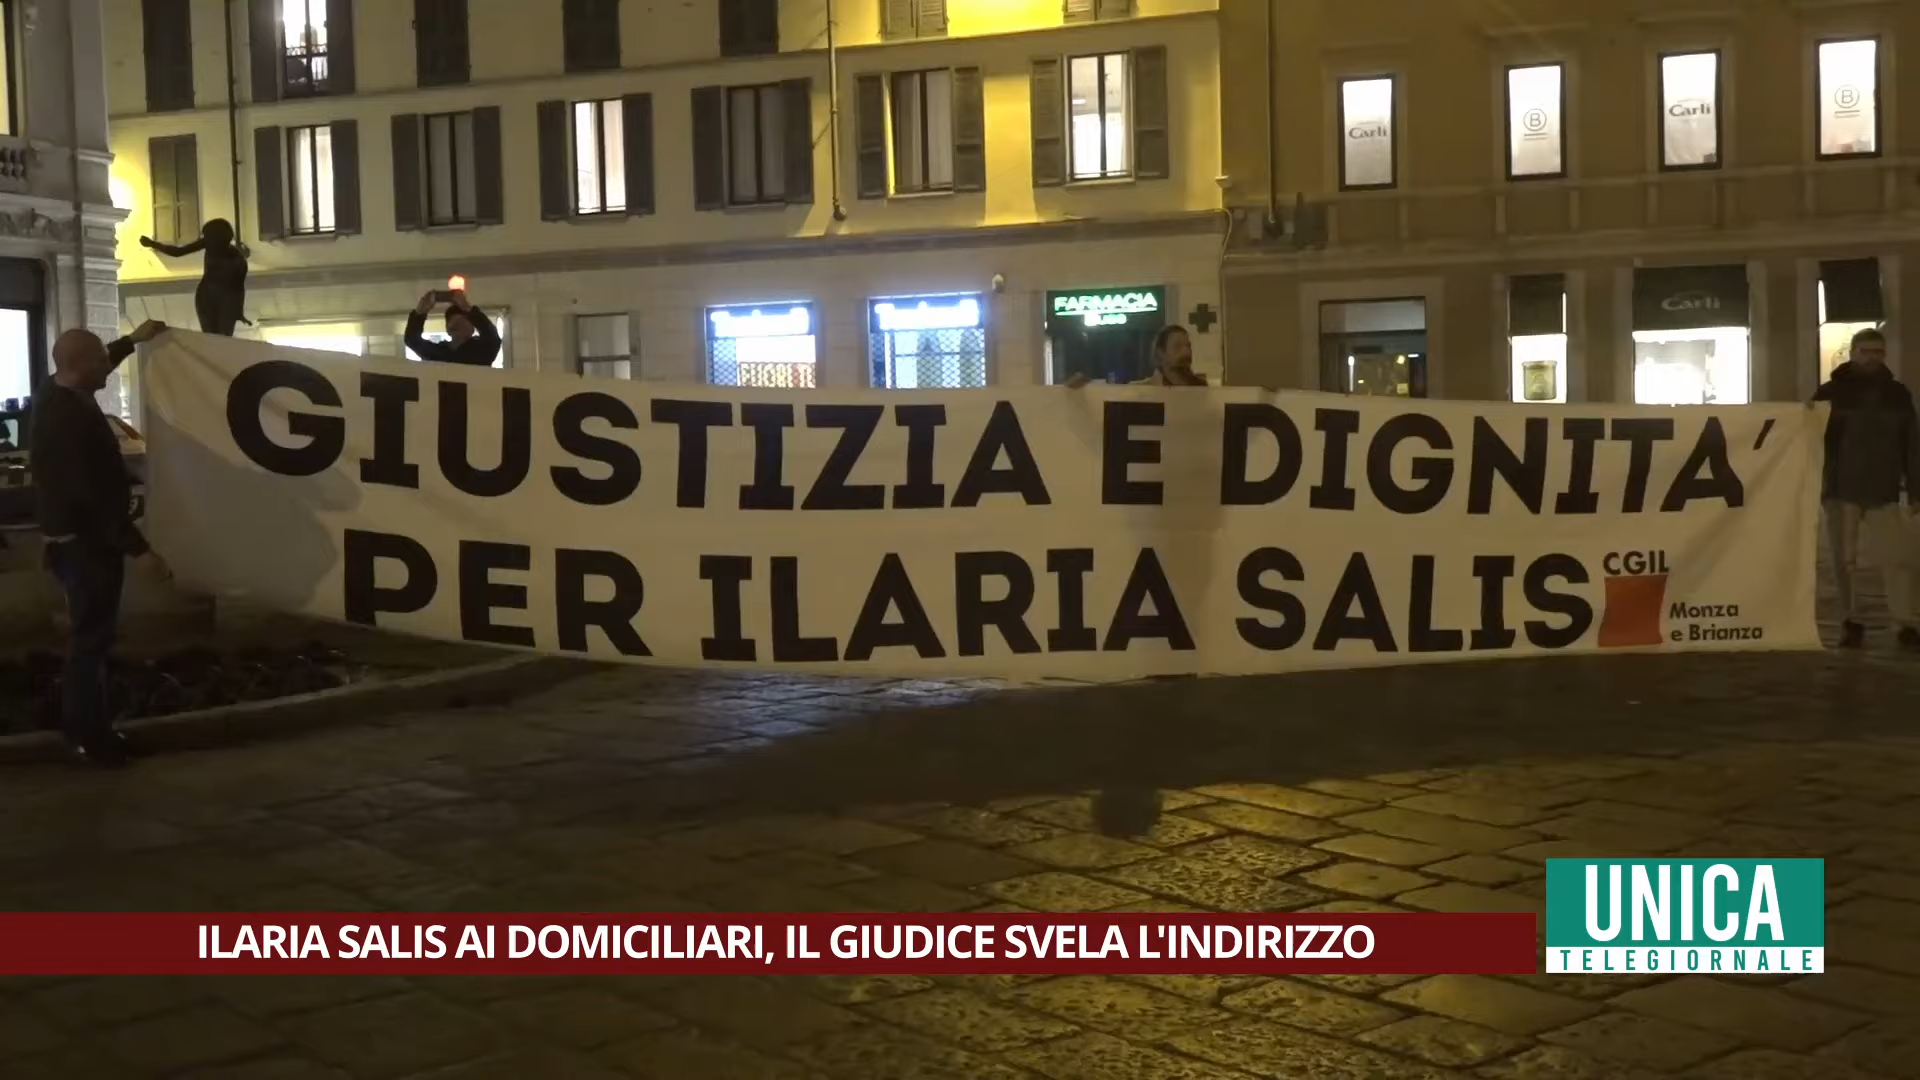 Carli
B
Carli
B
FARMACIA
Carli
GIUSTIZIA E DIGNITA'
PER ILARIA SALIS
CGIL
Monza
e Brianza
ILARIA SALIS AI DOMICILIARI, IL GIUDICE SVELA L'INDIRIZZO
UNICA
TELEGIORNALE